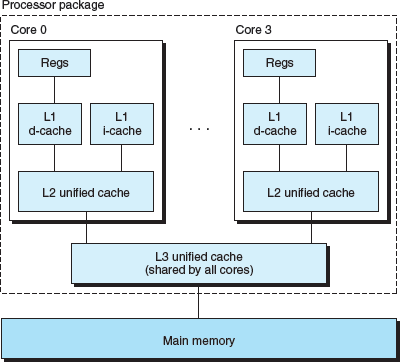 Processor package
Core 0
Core 3
Regs
Regs
L1
d-cache
L1
i-cache
. . .
L1
d-cache
L1
i-cache
L2 unified cache
L2 unified cache
L3 unified cache
(shared by all cores)
Main memory